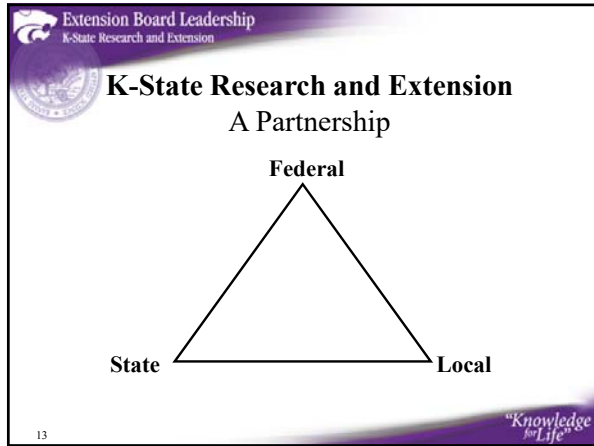 Extension Board Leadership
K-State Research and Extension
K-State Research and Extension
A Partnership
Federal
State
Local
13
"Knowledge
for Life"